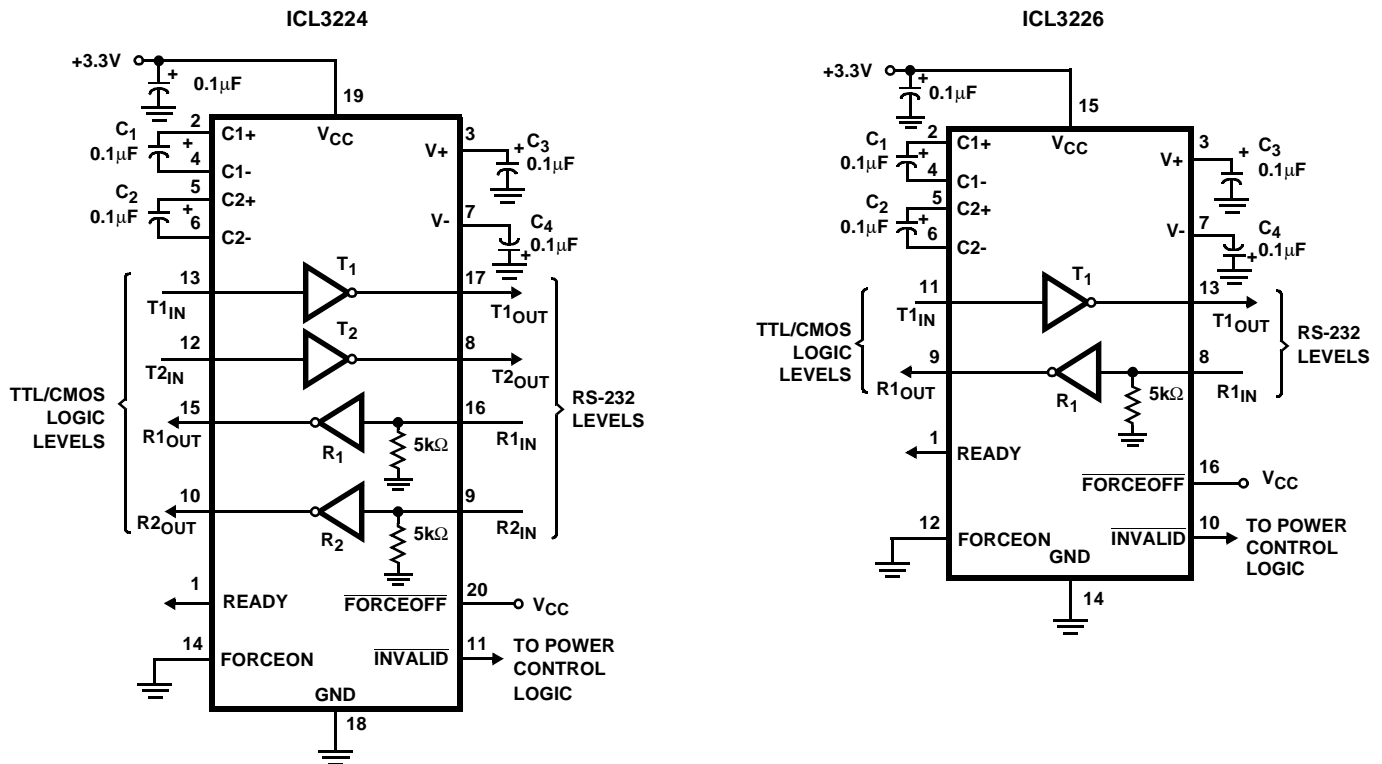 ICL3224
+3.3V
+
0.1μF
19
2
C1
0.1μF
+
4
C1+
C1-
VCC
3
V+
+
C3
0.1μF
5
C2
0.1μF
+
6
C2+
C2-
7
V-
C4
0.1μF
+
13
T1IN
T1
17
T1OUT
12
T2IN
T2
8
T2OUT
TTL/CMOS
LOGIC
LEVELS
RS-232
LEVELS
15
R1OUT
R1
5kΩ
16
R1IN
10
R2OUT
R2
5kΩ
9
R2IN
1
READY
FORCEOFF
20
VCC
14
FORCEON
INVALID
11
TO POWER
CONTROL
LOGIC
GND
18
ICL3226
+3.3V
+
0.1μF
15
2
C1
0.1μF
+
4
C1+
C1-
VCC
3
V+
+
C3
0.1μF
5
C2
0.1μF
+
6
C2+
C2-
7
V-
C4
0.1μF
+
11
T1IN
T1
13
T1OUT
TTL/CMOS
LOGIC
LEVELS
RS-232
LEVELS
9
R1OUT
R1
5kΩ
8
R1IN
1
READY
FORCEOFF
16
VCC
12
FORCEON
INVALID
10
TO POWER
CONTROL
LOGIC
GND
14